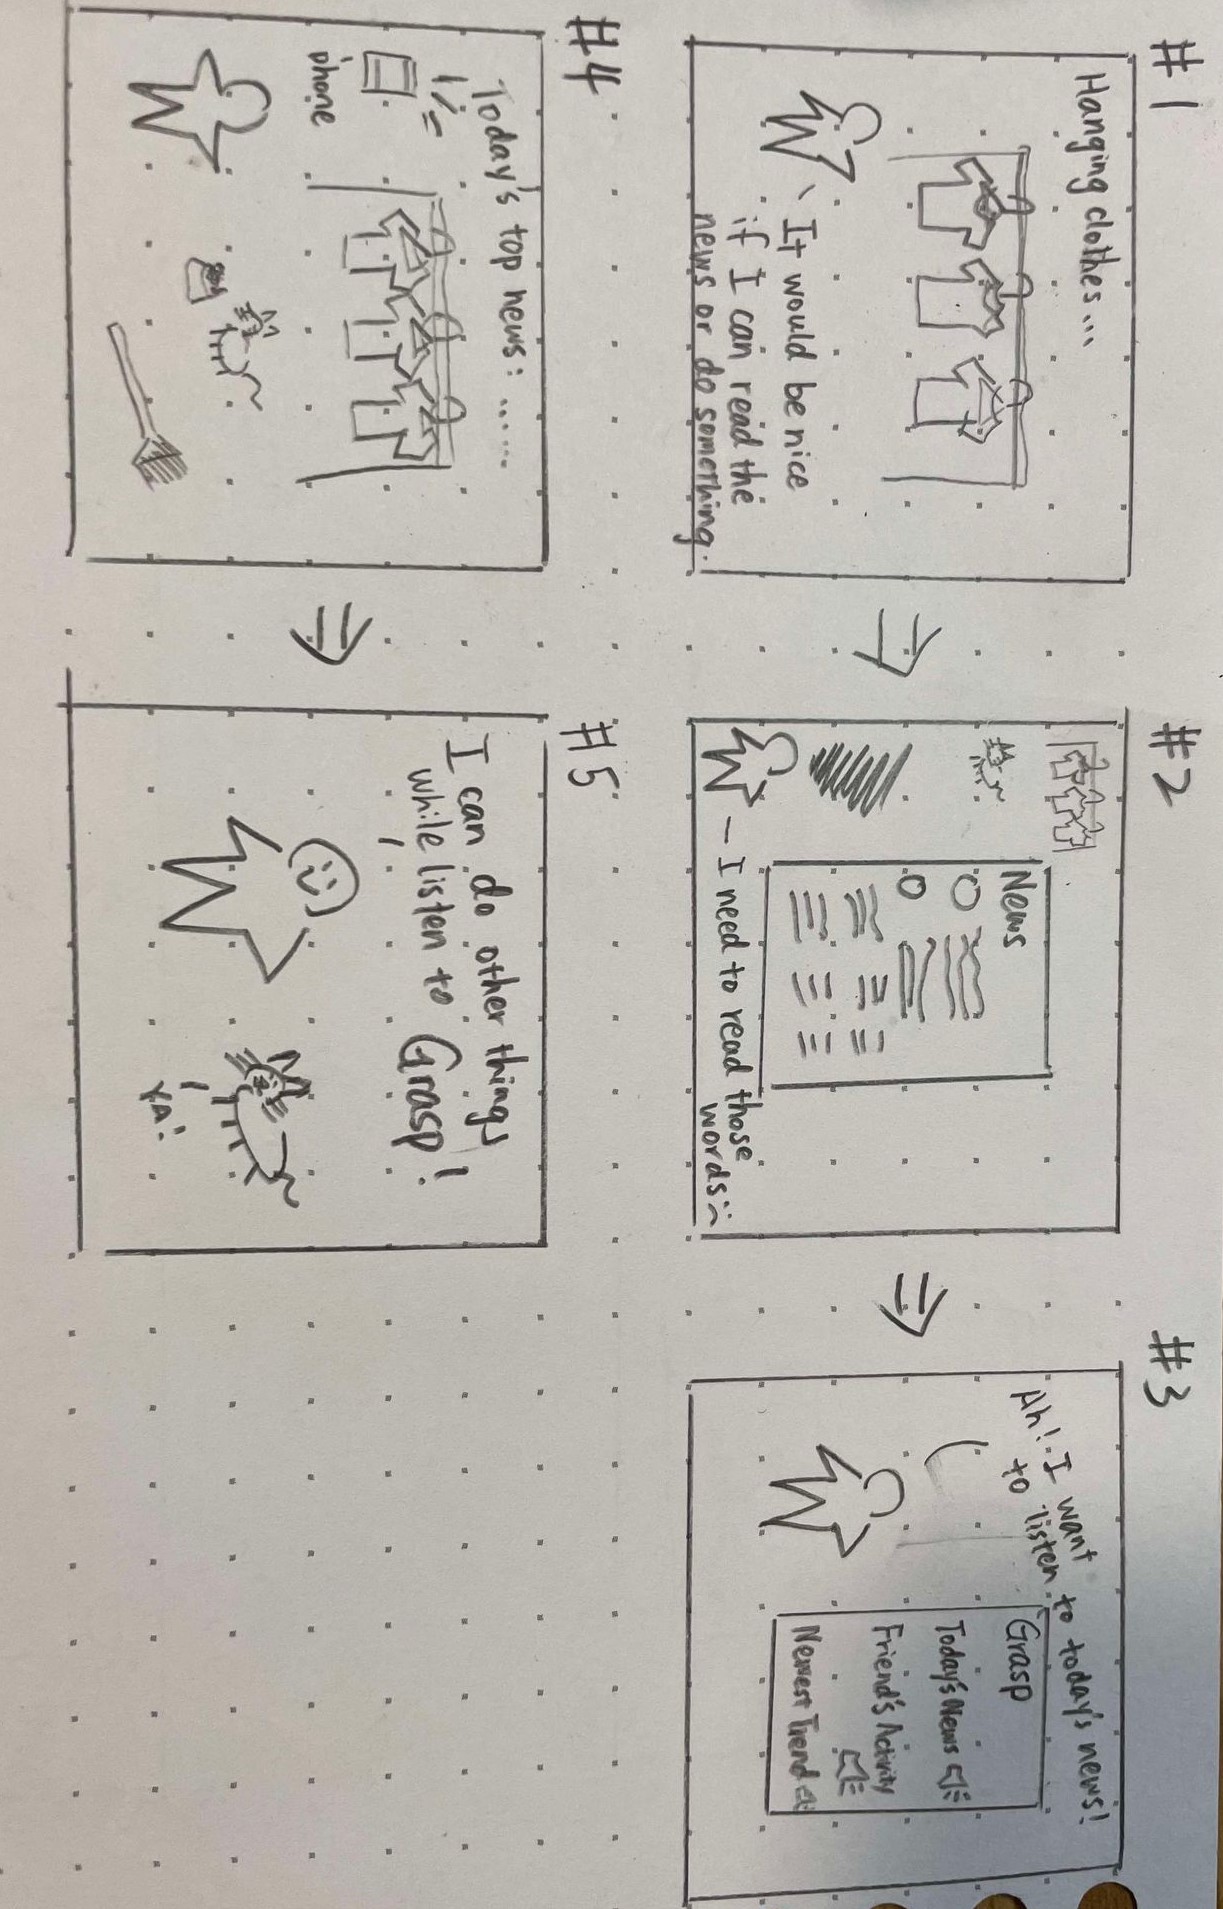 #1
Hanging clothes...
It would be nice
if I can read the
news or do something.
#2
News
I need to read those
words :(
#3
Ah! I want
to listen to today's news!
Grasp
Today's News
Friend's Activity
Newest Trend
#4
Today's top news: ......
phone
#5
I can do other things
while listen to Grasp!
YA!